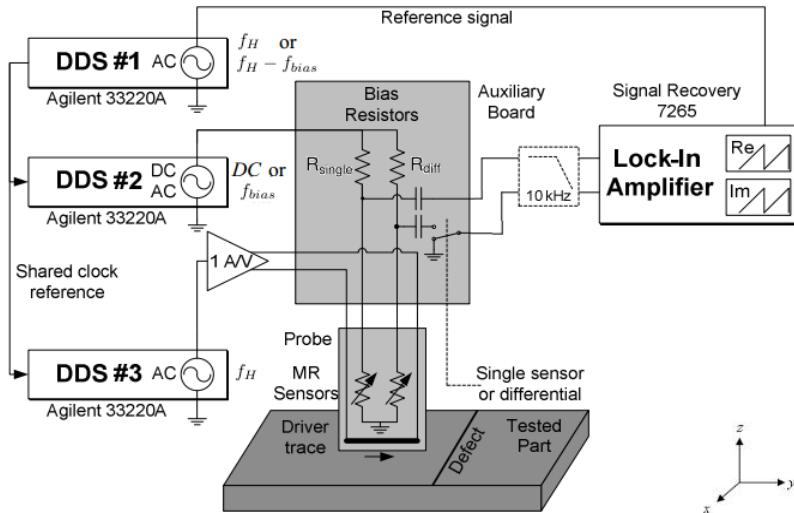 Reference signal
DDS #1 AC
f_H or
f_H − f_bias
Agilent 33220A
Bias
Resistors
Auxiliary
Board
Signal Recovery
7265
R_single
R_diff
DDS #2
DC
AC
DC or
f_bias
Agilent 33220A
10 kHz
Lock-In
Amplifier
Re
Im
1 A/V
Shared clock
reference
Probe
MR
Sensors
DDS #3 AC
f_H
Agilent 33220A
Single sensor
or differential
Driver
trace
Defect
Tested
Part
z
y
x